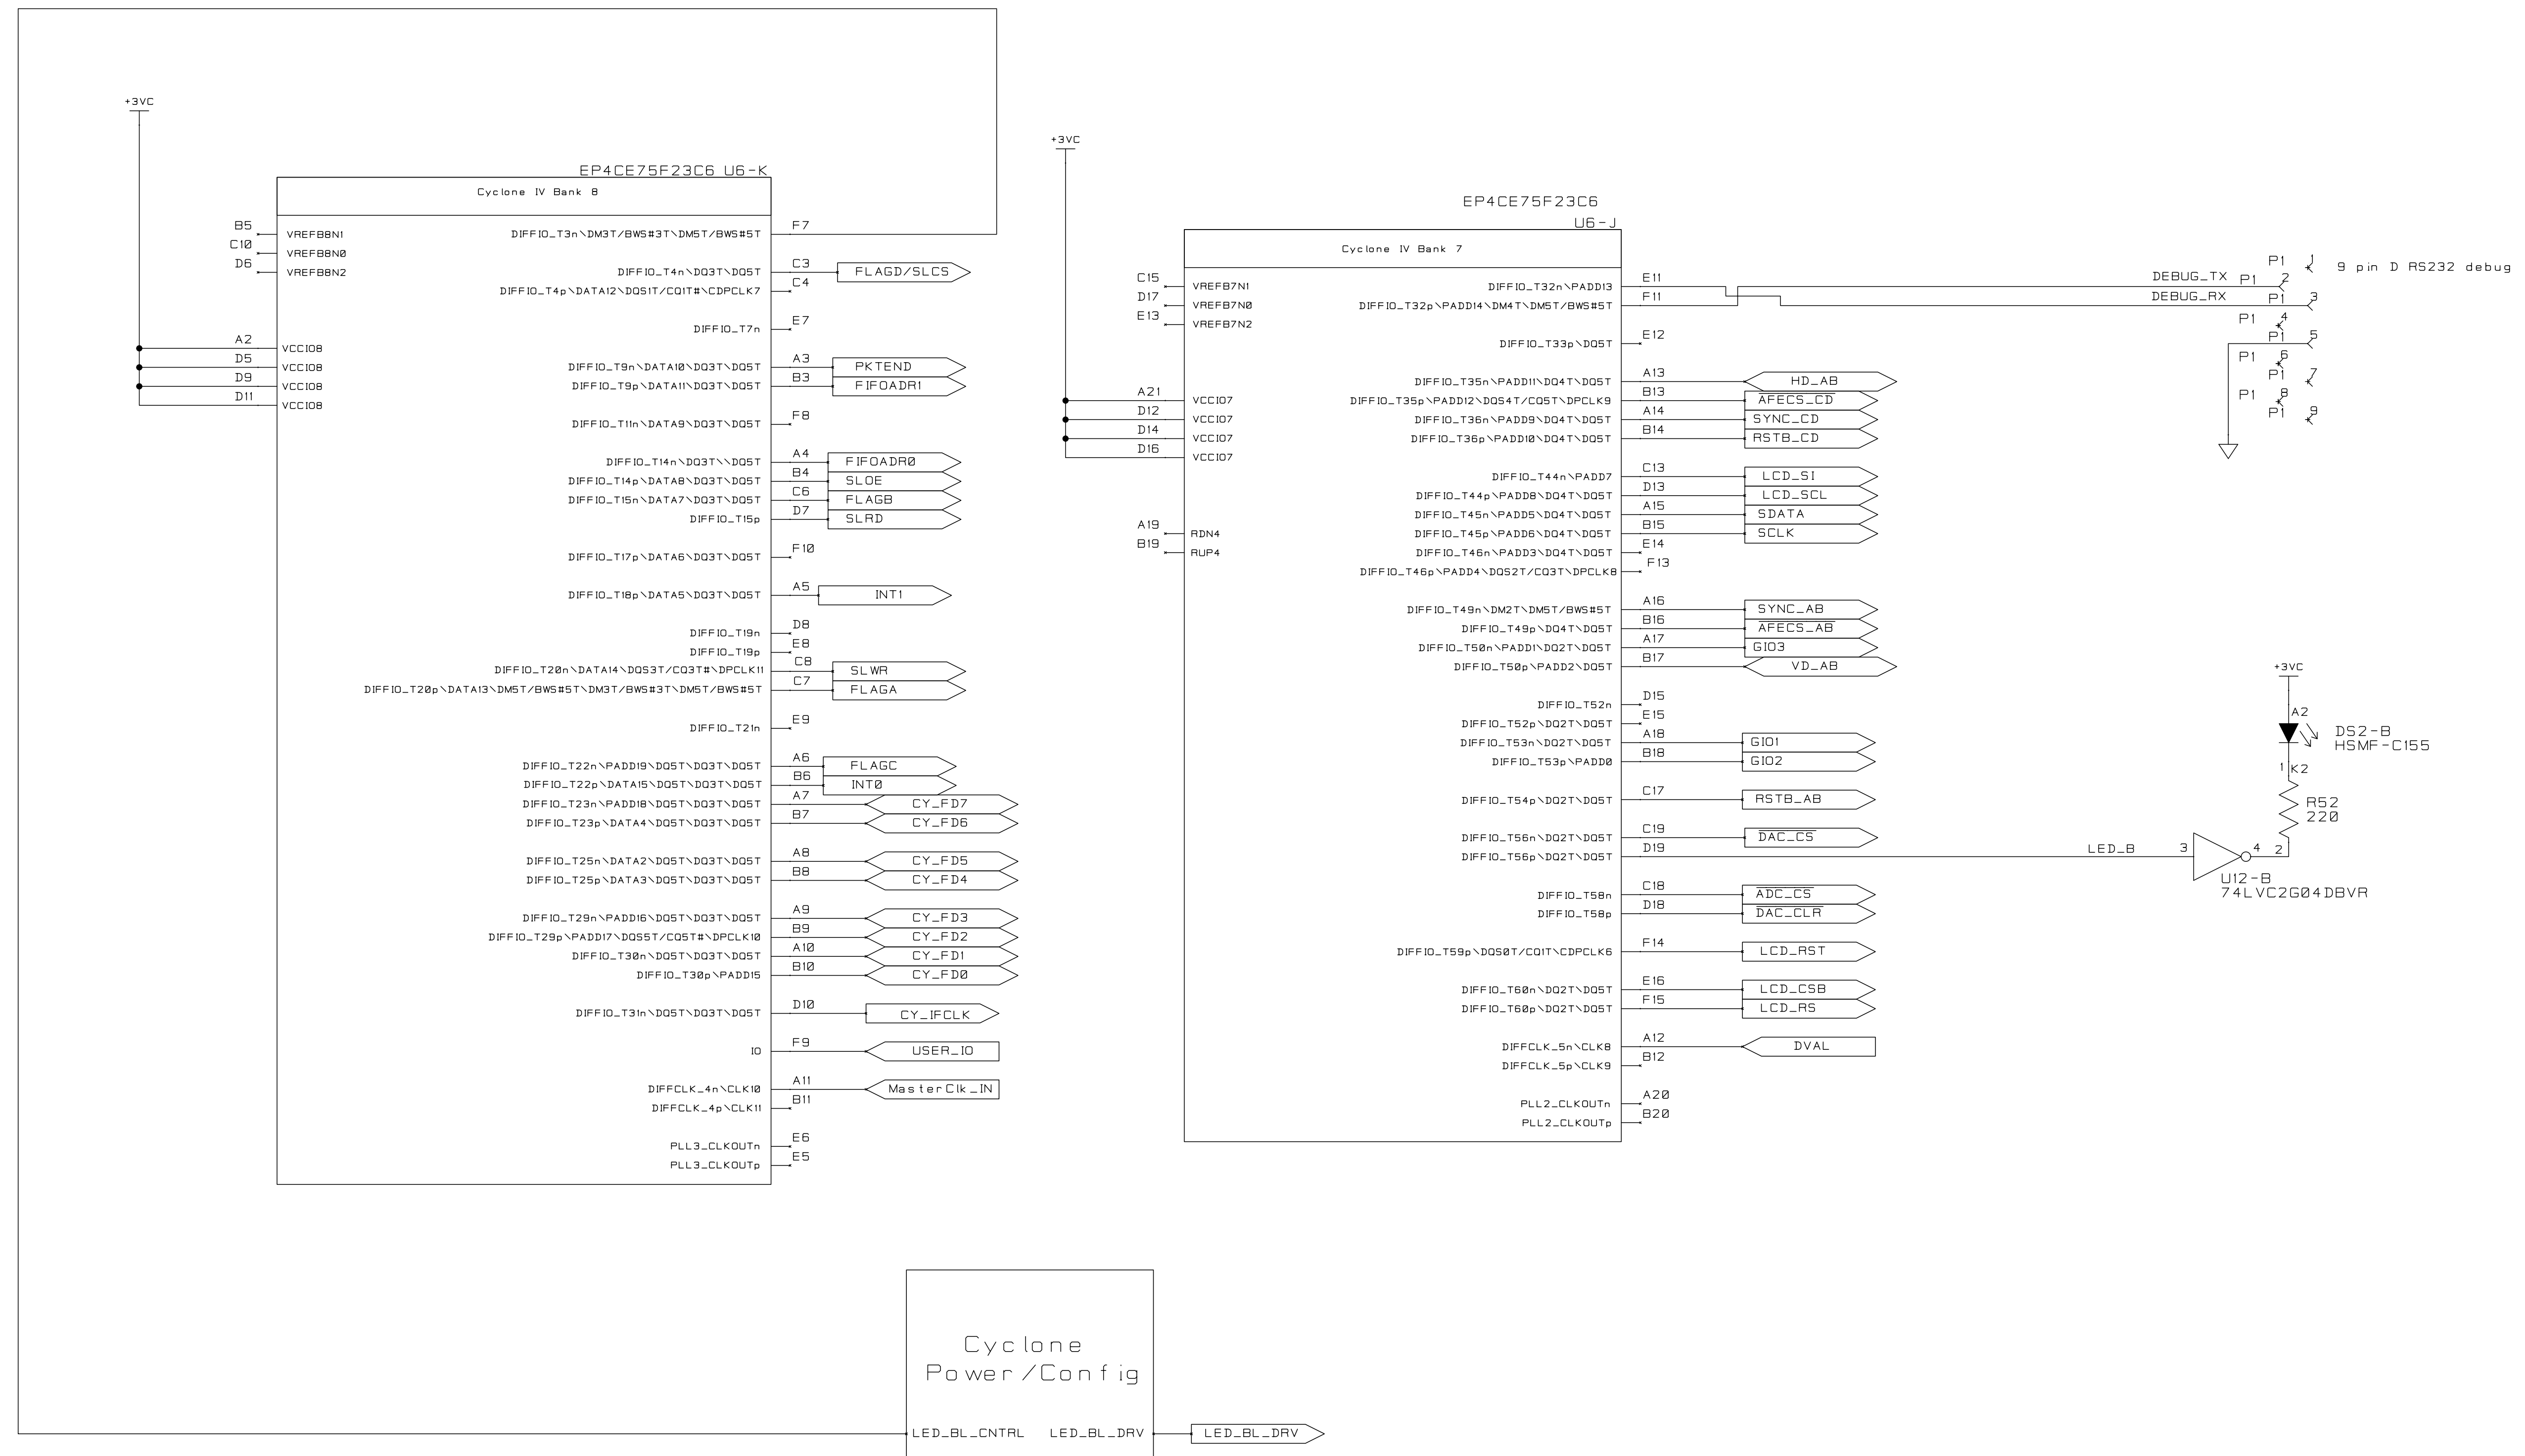 +3VC
EP4CE75F23C6 U6-K
Cyclone IV Bank 8
B5 VREFB8N1
C10 VREFB8N0
D6 VREFB8N2
A2 VCCIO8
D5 VCCIO8
D9 VCCIO8
D11 VCCIO8
DIFFIO_T3n\DM3T/BWS#3T\DM5T/BWS#5T F7
DIFFIO_T4n\DQ3T\DQ5T C3 FLAGD/SLCS
DIFFIO_T4p\DATA12\DQS1T/CQ1T#\CDPCLK7 C4
DIFFIO_T7n E7
DIFFIO_T9n\DATA10\DQ3T\DQ5T A3 PKTEND
DIFFIO_T9p\DATA11\DQ3T\DQ5T B3 FIFOADR1
DIFFIO_T11n\DATA9\DQ3T\DQ5T F8
DIFFIO_T14n\DQ3T\\DQ5T A4 FIFOADR0
DIFFIO_T14p\DATA8\DQ3T\DQ5T B4 SLOE
DIFFIO_T15n\DATA7\DQ3T\DQ5T C6 FLAGB
DIFFIO_T15p D7 SLRD
DIFFIO_T17p\DATA6\DQ3T\DQ5T F10
DIFFIO_T18p\DATA5\DQ3T\DQ5T A5 INT1
DIFFIO_T19n D8
DIFFIO_T19p E8
DIFFIO_T20n\DATA14\DQS3T/CQ3T#\DPCLK11 C8 SLWR
DIFFIO_T20p\DATA13\DM5T/BWS#5T\DM3T/BWS#3T\DM5T/BWS#5T C7 FLAGA
DIFFIO_T21n E9
DIFFIO_T22n\PADD19\DQ5T\DQ3T\DQ5T A6 FLAGC
DIFFIO_T22p\DATA15\DQ5T\DQ3T\DQ5T B6 INT0
DIFFIO_T23n\PADD18\DQ5T\DQ3T\DQ5T A7 CY_FD7
DIFFIO_T23p\DATA4\DQ5T\DQ3T\DQ5T B7 CY_FD6
DIFFIO_T25n\DATA2\DQ5T\DQ3T\DQ5T A8 CY_FD5
DIFFIO_T25p\DATA3\DQ5T\DQ3T\DQ5T B8 CY_FD4
DIFFIO_T29n\PADD16\DQ5T\DQ3T\DQ5T A9 CY_FD3
DIFFIO_T29p\PADD17\DQS5T/CQ5T#\DPCLK10 B9 CY_FD2
DIFFIO_T30n\DQ5T\DQ3T\DQ5T A10 CY_FD1
DIFFIO_T30p\PADD15 B10 CY_FD0
DIFFIO_T31n\DQ5T\DQ3T\DQ5T D10 CY_IFCLK
IO F9 USER_IO
DIFFCLK_4n\CLK10 A11 MasterClk_IN
DIFFCLK_4p\CLK11 B11
PLL3_CLKOUTn E6
PLL3_CLKOUTp E5
+3VC
EP4CE75F23C6
U6-J
Cyclone IV Bank 7
C15 VREFB7N1
D17 VREFB7N0
E13 VREFB7N2
A21 VCCIO7
D12 VCCIO7
D14 VCCIO7
D16 VCCIO7
A19 RDN4
B19 RUP4
DIFFIO_T32n\PADD13 E11
DIFFIO_T32p\PADD14\DM4T\DM5T/BWS#5T F11
DIFFIO_T33p\DQ5T E12
DIFFIO_T35n\PADD11\DQ4T\DQ5T A13 HD_AB
DIFFIO_T35p\PADD12\DQS4T/CQ5T\DPCLK9 B13 AFECS_CD
DIFFIO_T36n\PADD9\DQ4T\DQ5T A14 SYNC_CD
DIFFIO_T36p\PADD10\DQ4T\DQ5T B14 RSTB_CD
DIFFIO_T44n\PADD7 C13 LCD_SI
DIFFIO_T44p\PADD8\DQ4T\DQ5T D13 LCD_SCL
DIFFIO_T45n\PADD5\DQ4T\DQ5T A15 SDATA
DIFFIO_T45p\PADD6\DQ4T\DQ5T B15 SCLK
DIFFIO_T46n\PADD3\DQ4T\DQ5T E14
DIFFIO_T46p\PADD4\DQS2T/CQ3T\DPCLK8 F13
DIFFIO_T49n\DM2T\DM5T/BWS#5T A16 SYNC_AB
DIFFIO_T49p\DQ4T\DQ5T B16 AFECS_AB
DIFFIO_T50n\PADD1\DQ2T\DQ5T A17 GIO3
DIFFIO_T50p\PADD2\DQ5T B17 VD_AB
DIFFIO_T52n D15
DIFFIO_T52p\DQ2T\DQ5T E15
DIFFIO_T53n\DQ2T\DQ5T A18 GIO1
DIFFIO_T53p\PADD0 B18 GIO2
DIFFIO_T54p\DQ2T\DQ5T C17 RSTB_AB
DIFFIO_T56n\DQ2T\DQ5T C19 DAC_CS
DIFFIO_T56p\DQ2T\DQ5T D19
DIFFIO_T58n C18 ADC_CS
DIFFIO_T58p D18 DAC_CLR
DIFFIO_T59p\DQS0T/CQ1T\CDPCLK6 F14 LCD_RST
DIFFIO_T60n\DQ2T\DQ5T E16 LCD_CSB
DIFFIO_T60p\DQ2T\DQ5T F15 LCD_RS
DIFFCLK_5n\CLK8 A12 DVAL
DIFFCLK_5p\CLK9 B12
PLL2_CLKOUTn A20
PLL2_CLKOUTp B20
P1 1 9 pin D RS232 debug
DEBUG_TX P1 2
DEBUG_RX P1 3
P1 4
P1 5
P1 6
P1 7
P1 8
P1 9
+3VC
A2
DS2-B
HSMF-C155
1 K2
R52
220
LED_B 3 4 2
U12-B
74LVC2G04DBVR
Cyclone
Power/Config
LED_BL_CNTRL LED_BL_DRV LED_BL_DRV